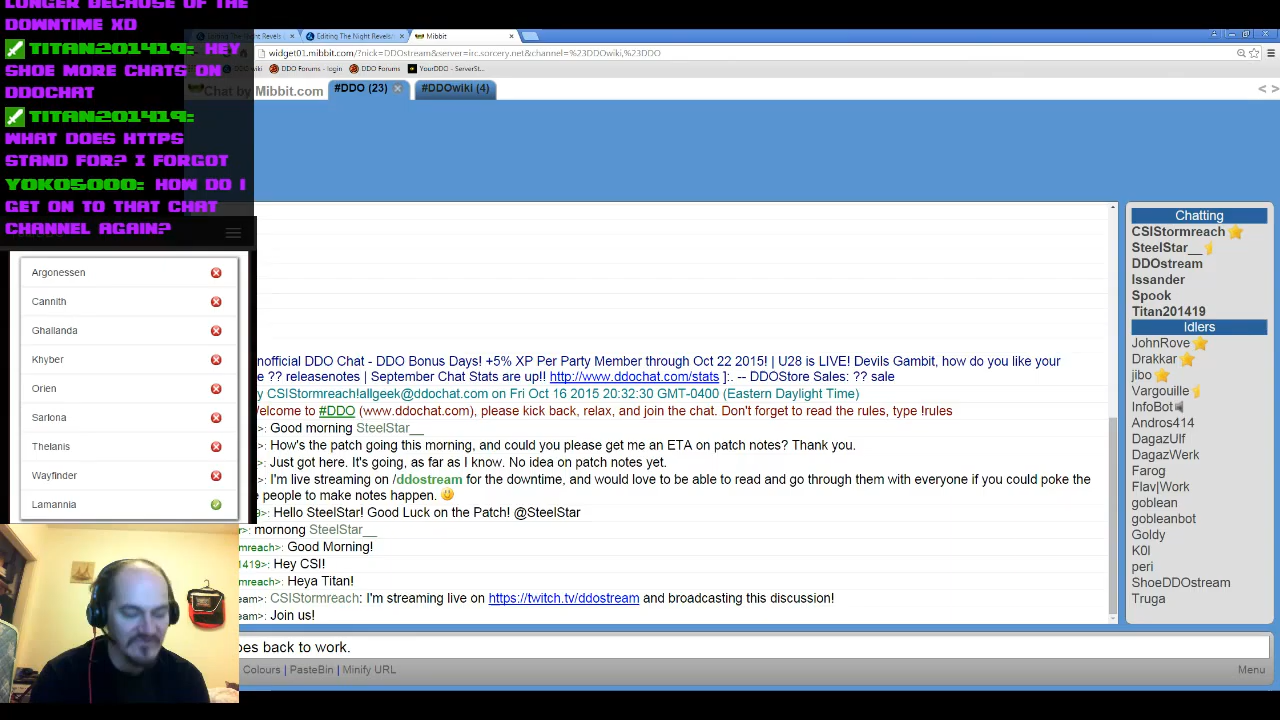 LONGER BECAUSE OF THE
DOWNTIME XD
TITAN201419: HEY
SHOE MORE CHATS ON
DDOCHAT
TITAN201419:
WHAT DOES HTTPS
STAND FOR? I FORGOT
YOKO5000: HOW DO I
GET ON TO THAT CHAT
CHANNEL AGAIN?
Argonessen
Cannith
Ghallanda
Khyber
Orien
Sarlona
Thelanis
Wayfinder
Lamannia
Editing The Night Revels
Mibbit
widget01.mibbit.com/?nick=DDOstream&server=irc.sorcery.net&channel=%23DDOwiki,%23DDO
DDO Forums - login
DDO Forums
YourDDO - ServerSt...
Chat by Mibbit.com
#DDO (23)
#DDOwiki (4)
< >
nofficial DDO Chat - DDO Bonus Days! +5% XP Per Party Member through Oct 22 2015! | U28 is LIVE! Devils Gambit, how do you like your
e ?? releasenotes | September Chat Stats are up!! http://www.ddochat.com/stats ]:. -- DDOStore Sales: ?? sale
y CSIStormreach!allgeek@ddochat.com on Fri Oct 16 2015 20:32:30 GMT-0400 (Eastern Daylight Time)
elcome to #DDO (www.ddochat.com), please kick back, relax, and join the chat. Don't forget to read the rules, type !rules
>: Good morning SteelStar__
>: How's the patch going this morning, and could you please get me an ETA on patch notes? Thank you.
>: Just got here. It's going, as far as I know. No idea on patch notes yet.
>: I'm live streaming on /ddostream for the downtime, and would love to be able to read and go through them with everyone if you could poke the
e people to make notes happen.
9>: Hello SteelStar! Good Luck on the Patch! @SteelStar
r>: mornong SteelStar__
mreach>: Good Morning!
1419>: Hey CSI!
mreach>: Heya Titan!
eam>: CSIStormreach: I'm streaming live on https://twitch.tv/ddostream and broadcasting this discussion!
eam>: Join us!
oes back to work.
Colours | PasteBin | Minify URL
Menu
Chatting
CSIStormreach
SteelStar__
DDOstream
Issander
Spook
Titan201419
Idlers
JohnRove
Drakkar
jibo
Vargouille
InfoBot
Andros414
DagazUlf
DagazWerk
Farog
Flav|Work
goblean
gobleanbot
Goldy
K0l
peri
ShoeDDOstream
Truga